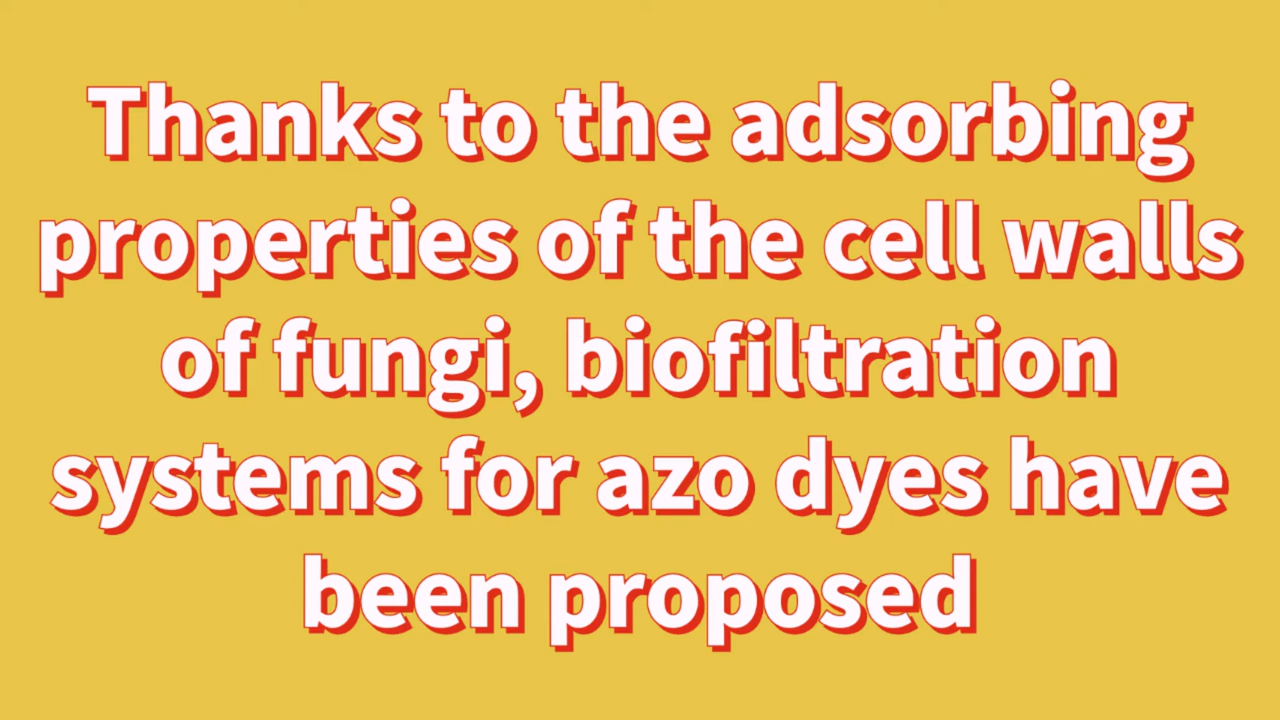 Thanks to the adsorbing
properties of the cell walls
of fungi, biofiltration
systems for azo dyes have
been proposed